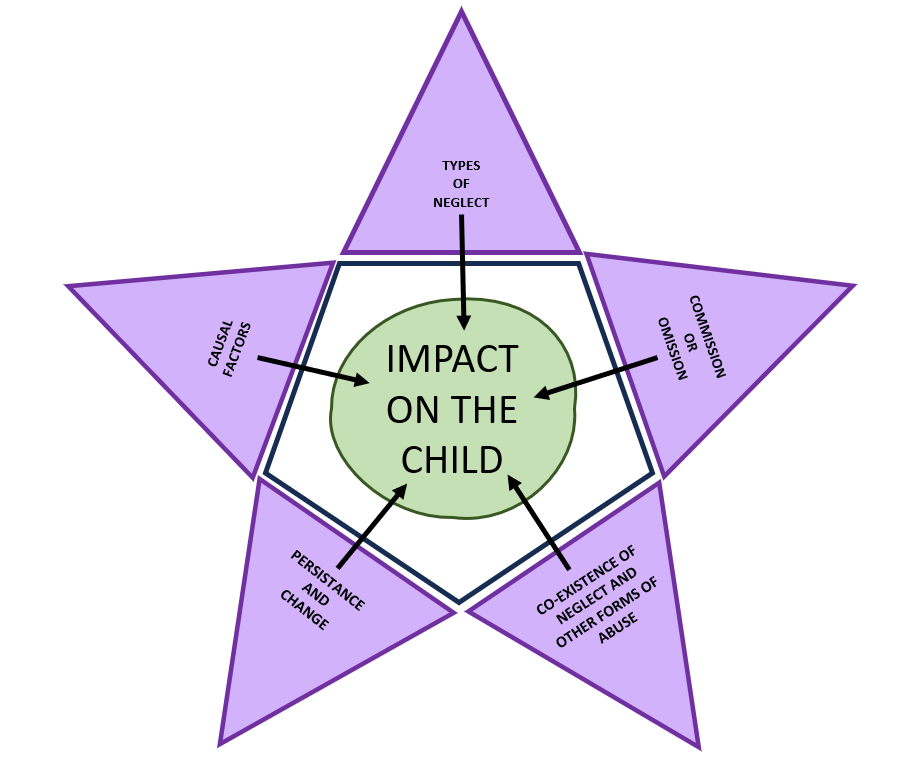 TYPES
OF
NEGLECT
COMMISSION
OR
OMISSION
CAUSAL
FACTORS
IMPACT
ON THE
CHILD
PERSISTANCE
AND
CHANGE
CO-EXISTENCE OF
NEGLECT AND
OTHER FORMS OF
ABUSE